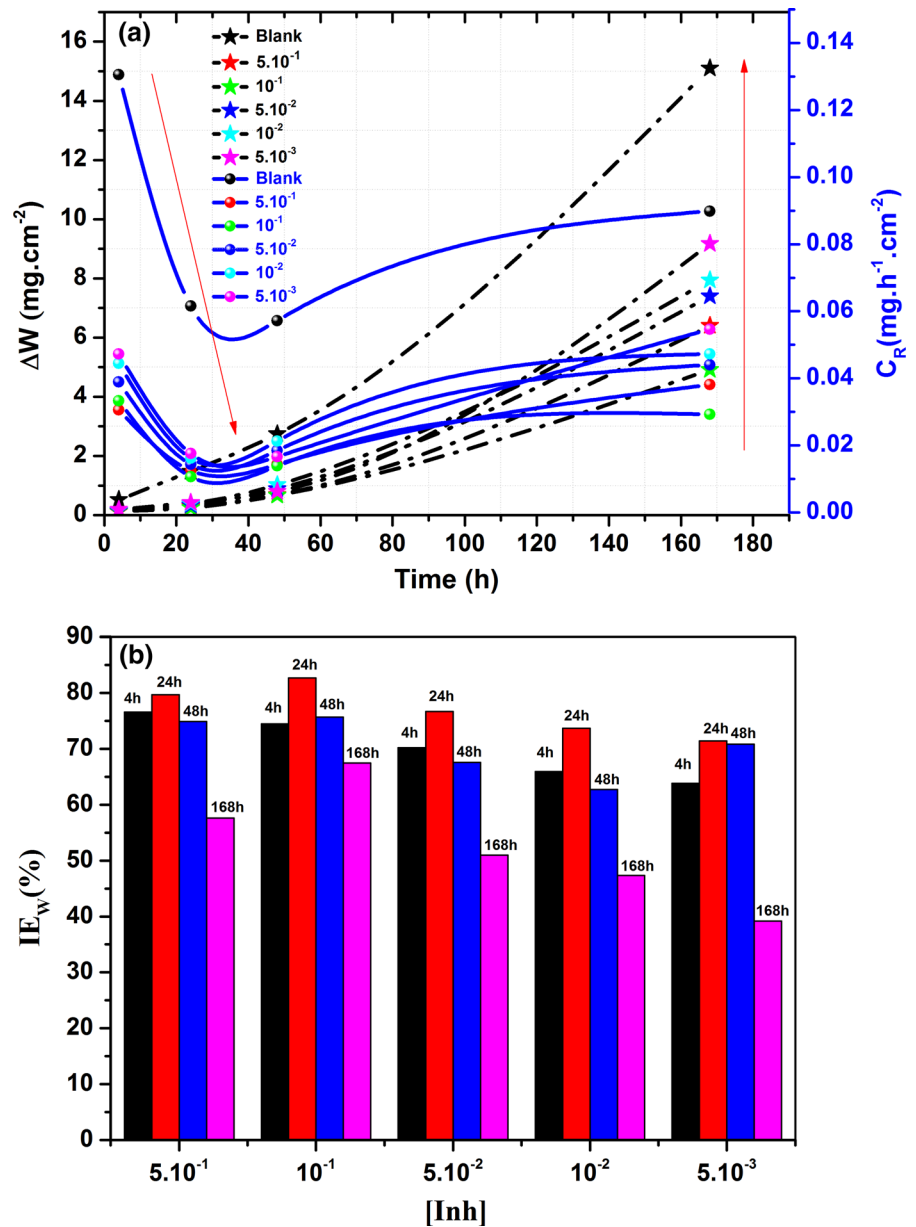 (a)
Blank
5.10⁻¹
10⁻¹
5.10⁻²
10⁻²
5.10⁻³
Blank
5.10⁻¹
10⁻¹
5.10⁻²
10⁻²
5.10⁻³
16
14
12
10
8
6
4
2
0
ΔW (mg.cm⁻²)
0.14
0.12
0.10
0.08
0.06
0.04
0.02
0.00
C_R(mg.h⁻¹.cm⁻²)
0 20 40 60 80 100 120 140 160 180
Time (h)
(b)
90
80
70
60
50
40
30
20
10
0
IE_W(%)
4h 24h 48h 168h
4h 24h 48h 168h
4h 24h 48h 168h
4h 24h 48h 168h
4h 24h 48h 168h
5.10⁻¹ 10⁻¹ 5.10⁻² 10⁻² 5.10⁻³
[Inh]